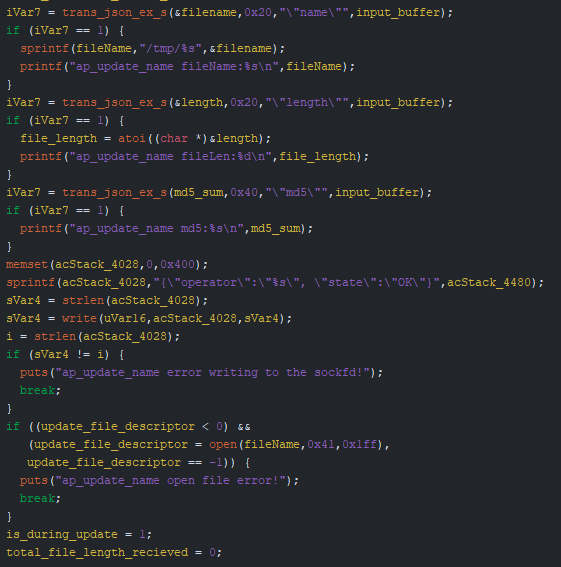 iVar7 = trans_json_ex_s(&filename,0x20,"\"name\"",input_buffer);
if (iVar7 == 1) {
  sprintf(fileName,"/tmp/%s",&filename);
  printf("ap_update_name fileName:%s\n",fileName);
}
iVar7 = trans_json_ex_s(&length,0x20,"\"length\"",input_buffer);
if (iVar7 == 1) {
  file_length = atoi((char *)&length);
  printf("ap_update_name fileLen:%d\n",file_length);
}
iVar7 = trans_json_ex_s(md5_sum,0x40,"\"md5\"",input_buffer);
if (iVar7 == 1) {
  printf("ap_update_name md5:%s\n",md5_sum);
}
memset(acStack_4028,0,0x400);
sprintf(acStack_4028,"{\"operator\":\"%s\", \"state\":\"OK\"}",acStack_4480);
sVar4 = strlen(acStack_4028);
sVar4 = write(uVar16,acStack_4028,sVar4);
i = strlen(acStack_4028);
if (sVar4 != i) {
  puts("ap_update_name error writing to the sockfd!");
  break;
}
if ((update_file_descriptor < 0) &&
   (update_file_descriptor = open(fileName,0x41,0x1ff),
   update_file_descriptor == -1)) {
  puts("ap_update_name open file error!");
  break;
}
is_during_update = 1;
total_file_length_recieved = 0;